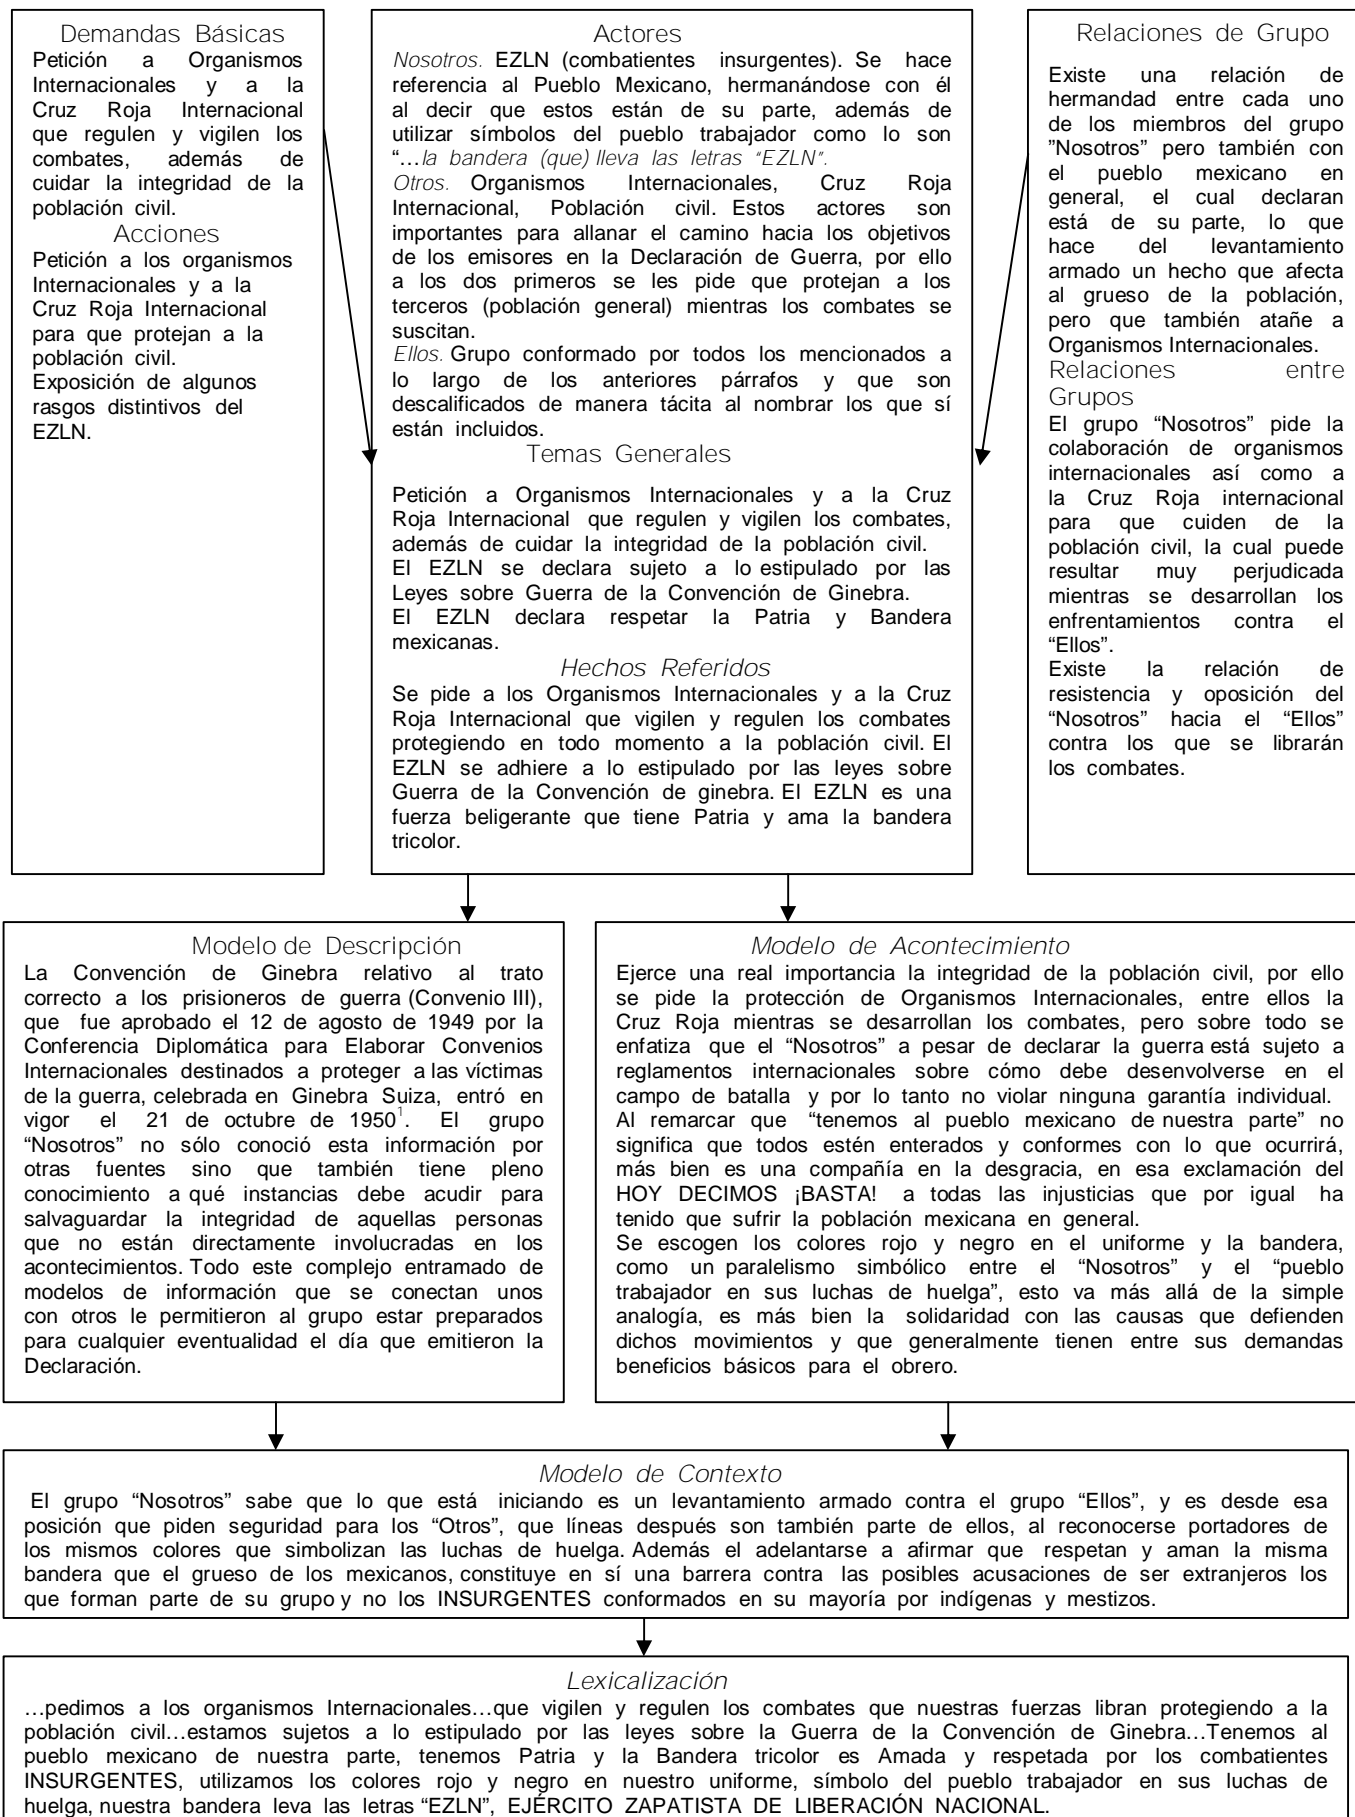 Demandas Básicas
Petición a Organismos
Internacionales y a la
Cruz Roja Internacional
que regulen y vigilen los
combates, además de
cuidar la integridad de la
población civil.
Acciones
Petición a los organismos
Internacionales y a la
Cruz Roja Internacional
para que protejan a la
población civil.
Exposición de algunos
rasgos distintivos del
EZLN.
Actores
Nosotros. EZLN (combatientes insurgentes). Se hace
referencia al Pueblo Mexicano, hermanándose con él
al decir que estos están de su parte, además de
utilizar símbolos del pueblo trabajador como lo son
“…la bandera (que) lleva las letras “EZLN”.
Otros. Organismos Internacionales, Cruz Roja
Internacional, Población civil. Estos actores son
importantes para allanar el camino hacia los objetivos
de los emisores en la Declaración de Guerra, por ello
a los dos primeros se les pide que protejan a los
terceros (población general) mientras los combates se
suscitan.
Ellos. Grupo conformado por todos los mencionados a
lo largo de los anteriores párrafos y que son
descalificados de manera tácita al nombrar los que sí
están incluidos.
Temas Generales
Petición a Organismos Internacionales y a la Cruz
Roja Internacional que regulen y vigilen los combates,
además de cuidar la integridad de la población civil.
El EZLN se declara sujeto a lo estipulado por las
Leyes sobre Guerra de la Convención de Ginebra.
El EZLN declara respetar la Patria y Bandera
mexicanas.
Hechos Referidos
Se pide a los Organismos Internacionales y a la Cruz
Roja Internacional que vigilen y regulen los combates
protegiendo en todo momento a la población civil. El
EZLN se adhiere a lo estipulado por las leyes sobre
Guerra de la Convención de ginebra. El EZLN es una
fuerza beligerante que tiene Patria y ama la bandera
tricolor.
Relaciones de Grupo
Existe una relación de
hermandad entre cada uno
de los miembros del grupo
”Nosotros” pero también con
el pueblo mexicano en
general, el cual declaran
está de su parte, lo que
hace del levantamiento
armado un hecho que afecta
al grueso de la población,
pero que también atañe a
Organismos Internacionales.
Relaciones entre
Grupos
El grupo “Nosotros” pide la
colaboración de organismos
internacionales así como a
la Cruz Roja internacional
para que cuiden de la
población civil, la cual puede
resultar muy perjudicada
mientras se desarrollan los
enfrentamientos contra el
“Ellos”.
Existe la relación de
resistencia y oposición del
“Nosotros” hacia el “Ellos”
contra los que se librarán
los combates.
Modelo de Descripción
La Convención de Ginebra relativo al trato
correcto a los prisioneros de guerra (Convenio III),
que fue aprobado el 12 de agosto de 1949 por la
Conferencia Diplomática para Elaborar Convenios
Internacionales destinados a proteger a las víctimas
de la guerra, celebrada en Ginebra Suiza, entró en
vigor el 21 de octubre de 1950¹. El grupo
“Nosotros” no sólo conoció esta información por
otras fuentes sino que también tiene pleno
conocimiento a qué instancias debe acudir para
salvaguardar la integridad de aquellas personas
que no están directamente involucradas en los
acontecimientos. Todo este complejo entramado de
modelos de información que se conectan unos
con otros le permitieron al grupo estar preparados
para cualquier eventualidad el día que emitieron la
Declaración.
Modelo de Acontecimiento
Ejerce una real importancia la integridad de la población civil, por ello
se pide la protección de Organismos Internacionales, entre ellos la
Cruz Roja mientras se desarrollan los combates, pero sobre todo se
enfatiza que el “Nosotros” a pesar de declarar la guerra está sujeto a
reglamentos internacionales sobre cómo debe desenvolverse en el
campo de batalla y por lo tanto no violar ninguna garantía individual.
Al remarcar que “tenemos al pueblo mexicano de nuestra parte” no
significa que todos estén enterados y conformes con lo que ocurrirá,
más bien es una compañía en la desgracia, en esa exclamación del
HOY DECIMOS ¡BASTA! a todas las injusticias que por igual ha
tenido que sufrir la población mexicana en general.
Se escogen los colores rojo y negro en el uniforme y la bandera,
como un paralelismo simbólico entre el “Nosotros” y el “pueblo
trabajador en sus luchas de huelga”, esto va más allá de la simple
analogía, es más bien la solidaridad con las causas que defienden
dichos movimientos y que generalmente tienen entre sus demandas
beneficios básicos para el obrero.
Modelo de Contexto
El grupo “Nosotros” sabe que lo que está iniciando es un levantamiento armado contra el grupo “Ellos”, y es desde esa
posición que piden seguridad para los “Otros”, que líneas después son también parte de ellos, al reconocerse portadores de
los mismos colores que simbolizan las luchas de huelga. Además el adelantarse a afirmar que respetan y aman la misma
bandera que el grueso de los mexicanos, constituye en sí una barrera contra las posibles acusaciones de ser extranjeros los
que forman parte de su grupo y no los INSURGENTES conformados en su mayoría por indígenas y mestizos.
Lexicalización
…pedimos a los organismos Internacionales…que vigilen y regulen los combates que nuestras fuerzas libran protegiendo a la
población civil…estamos sujetos a lo estipulado por las leyes sobre la Guerra de la Convención de Ginebra…Tenemos al
pueblo mexicano de nuestra parte, tenemos Patria y la Bandera tricolor es Amada y respetada por los combatientes
INSURGENTES, utilizamos los colores rojo y negro en nuestro uniforme, símbolo del pueblo trabajador en sus luchas de
huelga, nuestra bandera leva las letras “EZLN”, EJÉRCITO ZAPATISTA DE LIBERACIÓN NACIONAL.